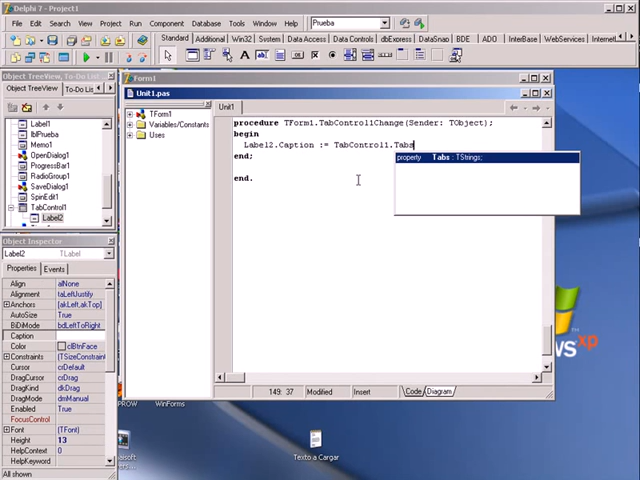 Delphi 7 - Project1
File Edit Search View Project Run Component Database Tools Window Help
Prueba
Standard Additional Win32 System Data Access Data Controls dbExpress DataSnap BDE ADO InterBase WebServices
Object TreeView, To-Do List
Object TreeView To-Do Lis
Label1
lblPrueba
Memo1
OpenDialog1
ProgressBar1
RadioGroup1
SaveDialog1
SpinEdit1
TabControl1
Label2
Form1
Unit1.pas
TForm1
Variables/Constants
Uses
Unit1
procedure TForm1.TabControl1Change(Sender: TObject);
begin
Label2.Caption := TabControl1.Tabs
end;
end.
property Tabs : TStrings;
149: 37 Modified Insert Code Diagram
Object Inspector
Label2 TLabel
Properties Events
Align alNone
Alignment taLeftJustify
Anchors [akLeft,akTop]
AutoSize True
BiDiMode bdLeftToRight
Caption
Color clBtnFace
Constraints (TSizeConstraint
Cursor crDefault
DragCursor crDrag
DragKind dkDrag
DragMode dmManual
Enabled True
FocusControl
Font (TFont)
Height 13
HelpContext 0
HelpKeyword
All shown
PROW
WinForms
Texto a Cargar
xp